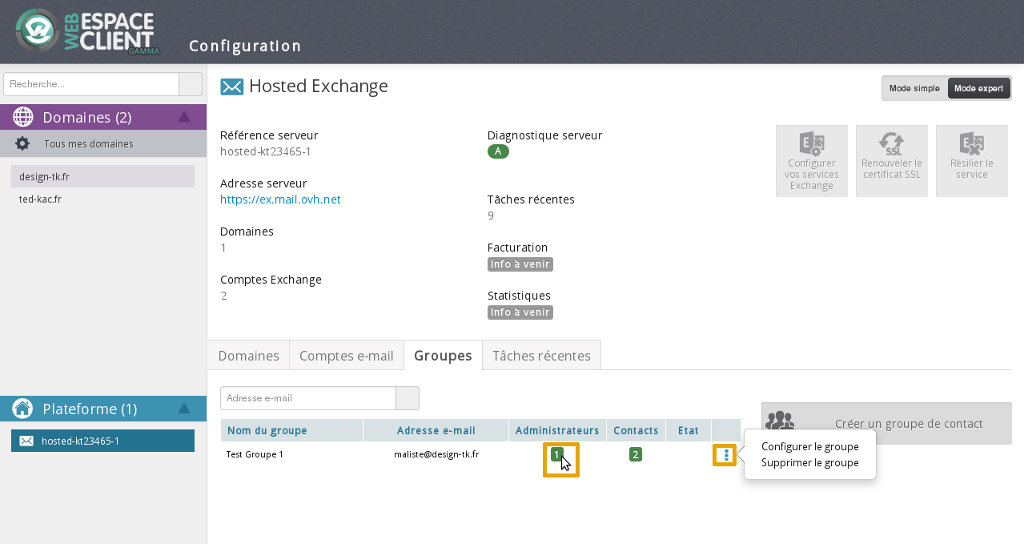 WEB ESPACE CLIENT GAMMA
Configuration
Recherche...
Domaines (2)
Tous mes domaines
design-tk.fr
ted-kac.fr
Plateforme (1)
hosted-kt23465-1
Hosted Exchange
Mode simple
Mode expert
Référence serveur
hosted-kt23465-1
Adresse serveur
https://ex.mail.ovh.net
Domaines
1
Comptes Exchange
2
Diagnostique serveur
A
Tâches récentes
9
Facturation
Info à venir
Statistiques
Info à venir
Configurer
vos services
Exchange
SSL
Renouveler le
certificat SSL
Résilier le
service
Domaines
Comptes e-mail
Groupes
Tâches récentes
Adresse e-mail
Créer un groupe de contact
Nom du groupe
Adresse e-mail
Administrateurs
Contacts
Etat
Test Groupe 1
maliste@design-tk.fr
1
2
Configurer le groupe
Supprimer le groupe